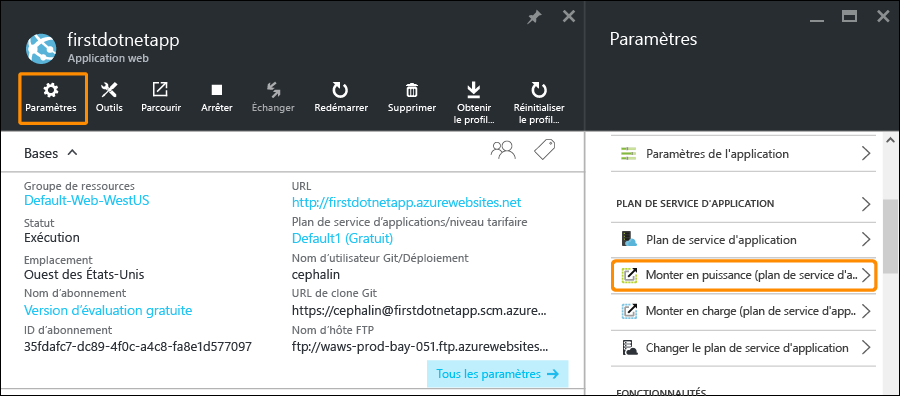 firstdotnetapp
Application web
Paramètres
Outils
Parcourir
Arrêter
Échanger
Redémarrer
Supprimer
Obtenir
le profil...
Réinitialiser
le profil...
Bases
Groupe de ressources
Default-Web-WestUS
Statut
Exécution
Emplacement
Ouest des États-Unis
Nom d'abonnement
Version d'évaluation gratuite
ID d'abonnement
35fdafc7-dc89-4f0c-a4c8-fa8e1d577097
URL
http://firstdotnetapp.azurewebsites.net
Plan de service d'applications/niveau tarifaire
Default1 (Gratuit)
Nom d'utilisateur Git/Déploiement
cephalin
URL de clone Git
https://cephalin@firstdotnetapp.scm.azure...
Nom d'hôte FTP
ftp://waws-prod-bay-051.ftp.azurewebsites...
Tous les paramètres →
Paramètres
Paramètres de l'application
PLAN DE SERVICE D'APPLICATION
Plan de service d'application
Monter en puissance (plan de service d'a..
Monter en charge (plan de service d'app...
Changer le plan de service d'application
FONCTIONNALITÉS